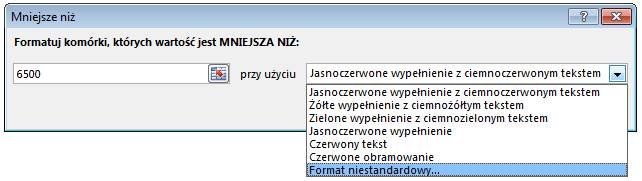 Mniejsze niż
Formatuj komórki, których wartość jest MNIEJSZA NIŻ:
6500 przy użyciu Jasnoczerwone wypełnienie z ciemnoczerwonym tekstem
Jasnoczerwone wypełnienie z ciemnoczerwonym tekstem
Żółte wypełnienie z ciemnożółtym tekstem
Zielone wypełnienie z ciemnozielonym tekstem
Jasnoczerwone wypełnienie
Czerwony tekst
Czerwone obramowanie
Format niestandardowy...